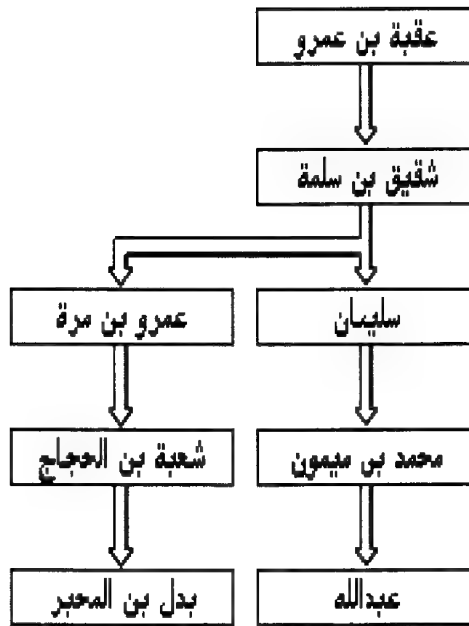 عقبة بن عمرو
شقيق بن سلمة
سليمان
عمرو بن مرة
محمد بن ميمون
شعبة بن الحجاج
عبدالله
بدل بن المحبر